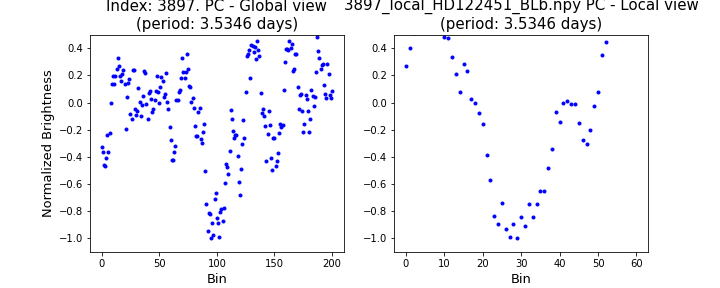 Index: 3897. PC - Global view
(period: 3.5346 days)
3897_local_HD122451_BLb.npy PC - Local view
(period: 3.5346 days)
Normalized Brightness
0.4
0.2
0.0
−0.2
−0.4
−0.6
−0.8
−1.0
0 50 100 150 200
Bin
0.4
0.2
0.0
−0.2
−0.4
−0.6
−0.8
−1.0
0 10 20 30 40 50 60
Bin